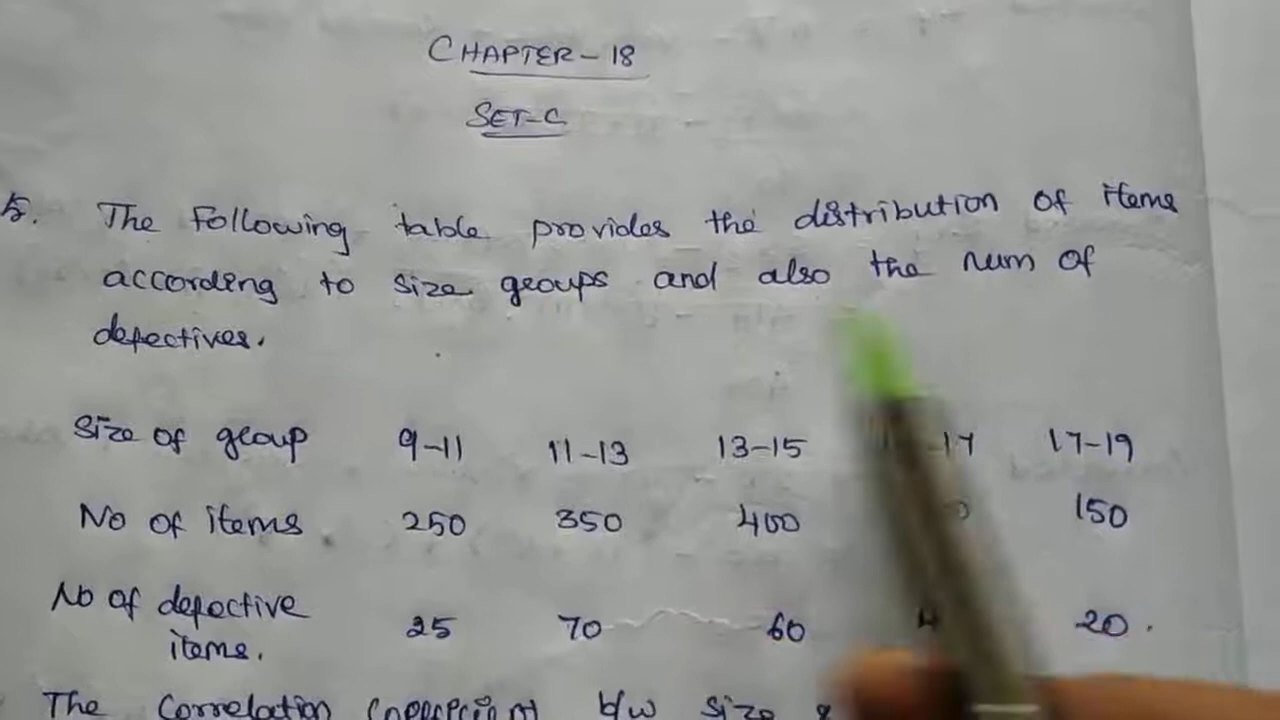 CHAPTER-18
SET-C
5. The Following table provides the distribution of items
according to size groups and also the num of
defectives.
Size of group 9-11 11-13 13-15 -17 17-19
No of items 250 350 400 150
No of defective 25 70 60 4 20.
items.
The Correlation b/w size &